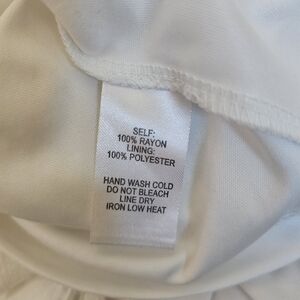 SELF:
100% RAYON
LINING:
100% POLYESTER
HAND WASH COLD
DO NOT BLEACH
LINE DRY
IRON LOW HEAT